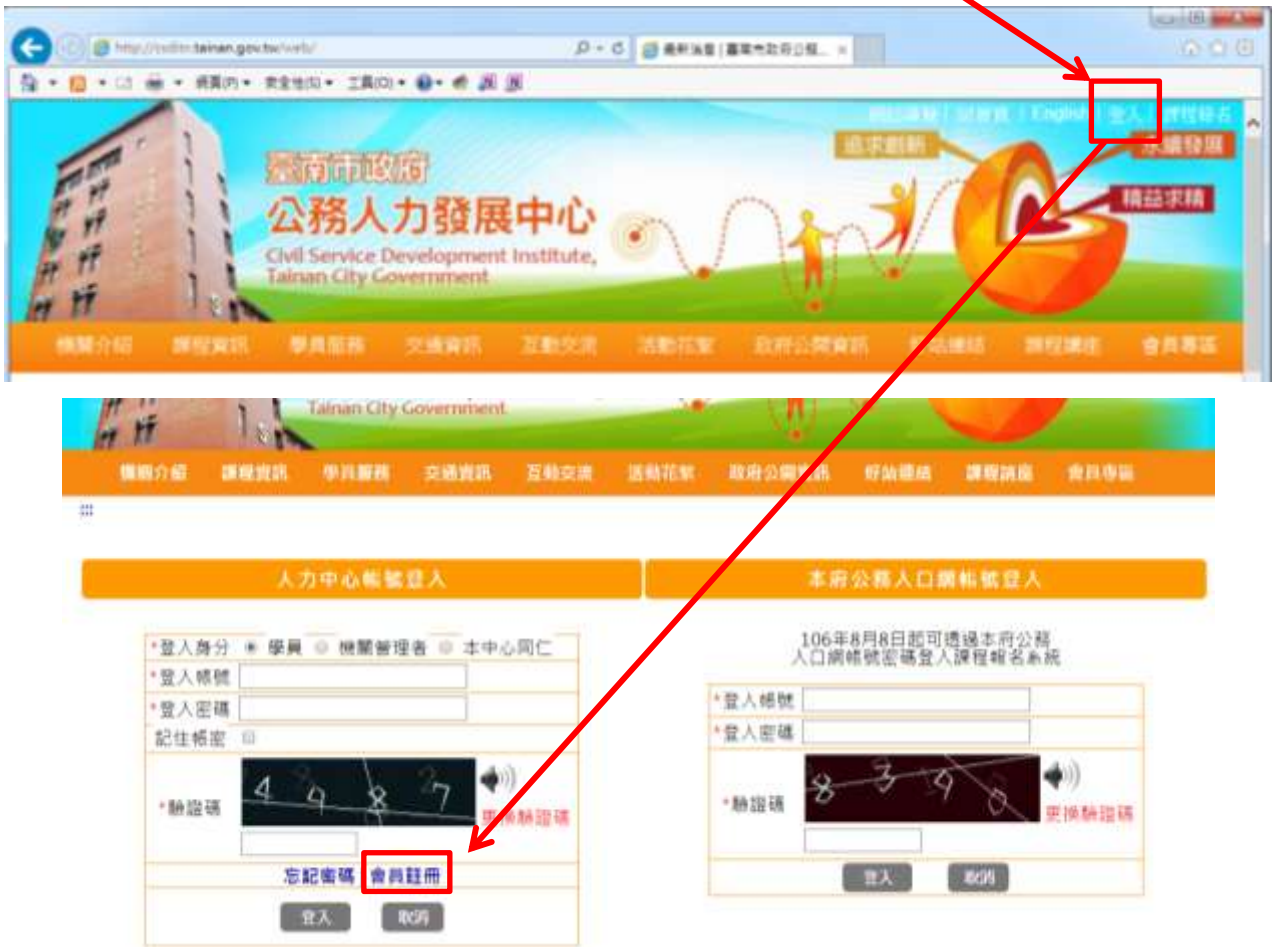 tainan.gov.tw/web/
最新消息 | 臺南市政府公務...
網頁(P) 安全性(S) 工具(O)
網站導覽 | 回首頁 | English | 登入 | 課程報名
追求創新
永續發展
精益求精
臺南市政府
公務人力發展中心
Civil Service Development Institute,
Tainan City Government
機關介紹 課程資訊 學員服務 交通資訊 互動交流 活動花絮 政府公開資訊 好站連結 課程講座 會員專區
Tainan City Government
機關介紹 課程資訊 學員服務 交通資訊 互動交流 活動花絮 政府公開資訊 好站連結 課程講座 會員專區
:::
人力中心帳號登入
*登入身分 學員 機關管理者 本中心同仁
*登入帳號
*登入密碼
記住帳密
*驗證碼
4 9 8 7
更換驗證碼
忘記密碼 會員註冊
登入 取消
本府公務人口網帳號登入
106年8月8日起可透過本府公務
人口網帳號密碼登入課程報名系統
*登入帳號
*登入密碼
*驗證碼
8 3 9 0
更換驗證碼
登入 取消